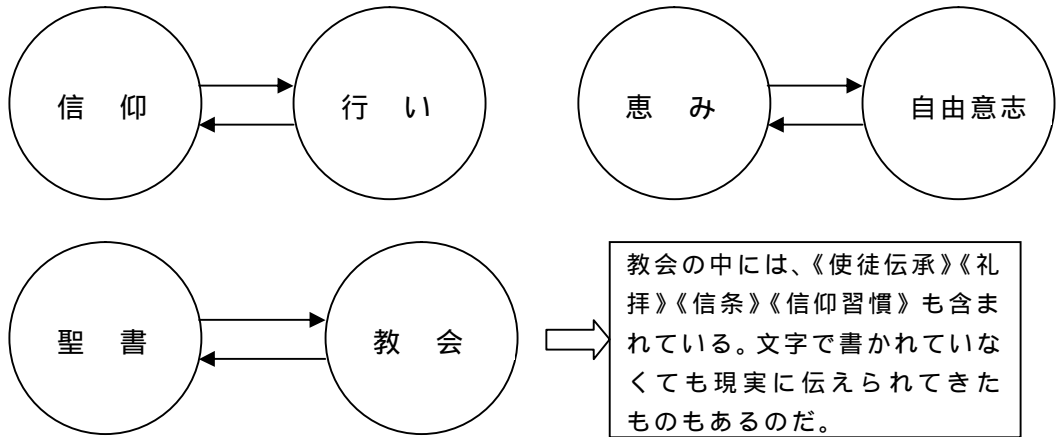 信 仰
行 い
恵 み
自由意志
聖 書
教 会
教会の中には、《使徒伝承》《礼
拝》《信条》《信仰習慣》も含ま
れている。文字で書かれていな
くても現実に伝えられてきた
ものもあるのだ。